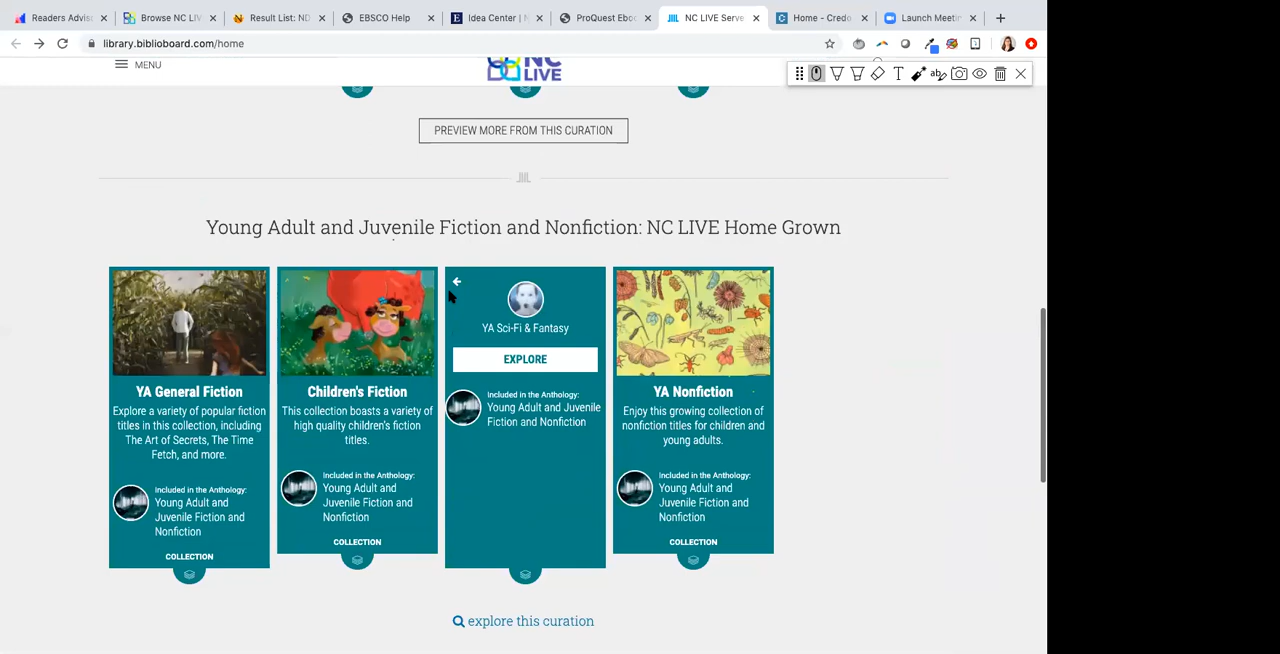 Readers Advis
Browse NC LIV
Result List: ND
EBSCO Help
Idea Center | N
ProQuest Eboo
NC LIVE Serve
Home - Credo
Launch Meetin
library.biblioboard.com/home
MENU
NC
LIVE
PREVIEW MORE FROM THIS CURATION
Young Adult and Juvenile Fiction and Nonfiction: NC LIVE Home Grown
YA General Fiction
Explore a variety of popular fiction
titles in this collection, including
The Art of Secrets, The Time
Fetch, and more.
Included in the Anthology:
Young Adult and
Juvenile Fiction and
Nonfiction
COLLECTION
Children's Fiction
This collection boasts a variety of
high quality children's fiction
titles.
Included in the Anthology:
Young Adult and
Juvenile Fiction and
Nonfiction
COLLECTION
YA Sci-Fi & Fantasy
EXPLORE
Included in the Anthology:
Young Adult and Juvenile
Fiction and Nonfiction
YA Nonfiction
Enjoy this growing collection of
nonfiction titles for children and
young adults.
Included in the Anthology:
Young Adult and
Juvenile Fiction and
Nonfiction
COLLECTION
explore this curation